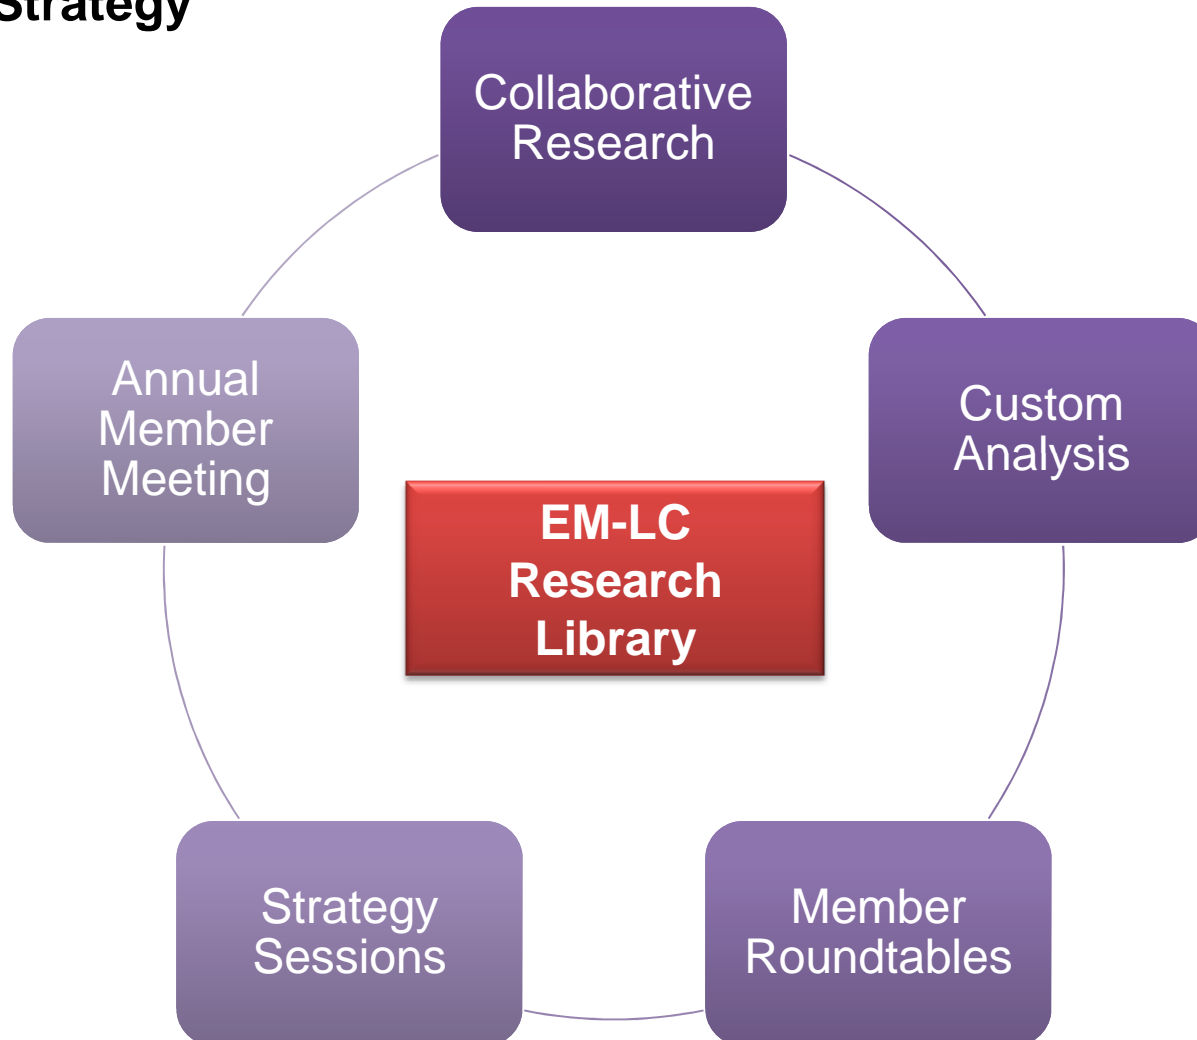 Strategy
Collaborative
Research
Annual
Member
Meeting
Custom
Analysis
EM-LC
Research
Library
Strategy
Sessions
Member
Roundtables